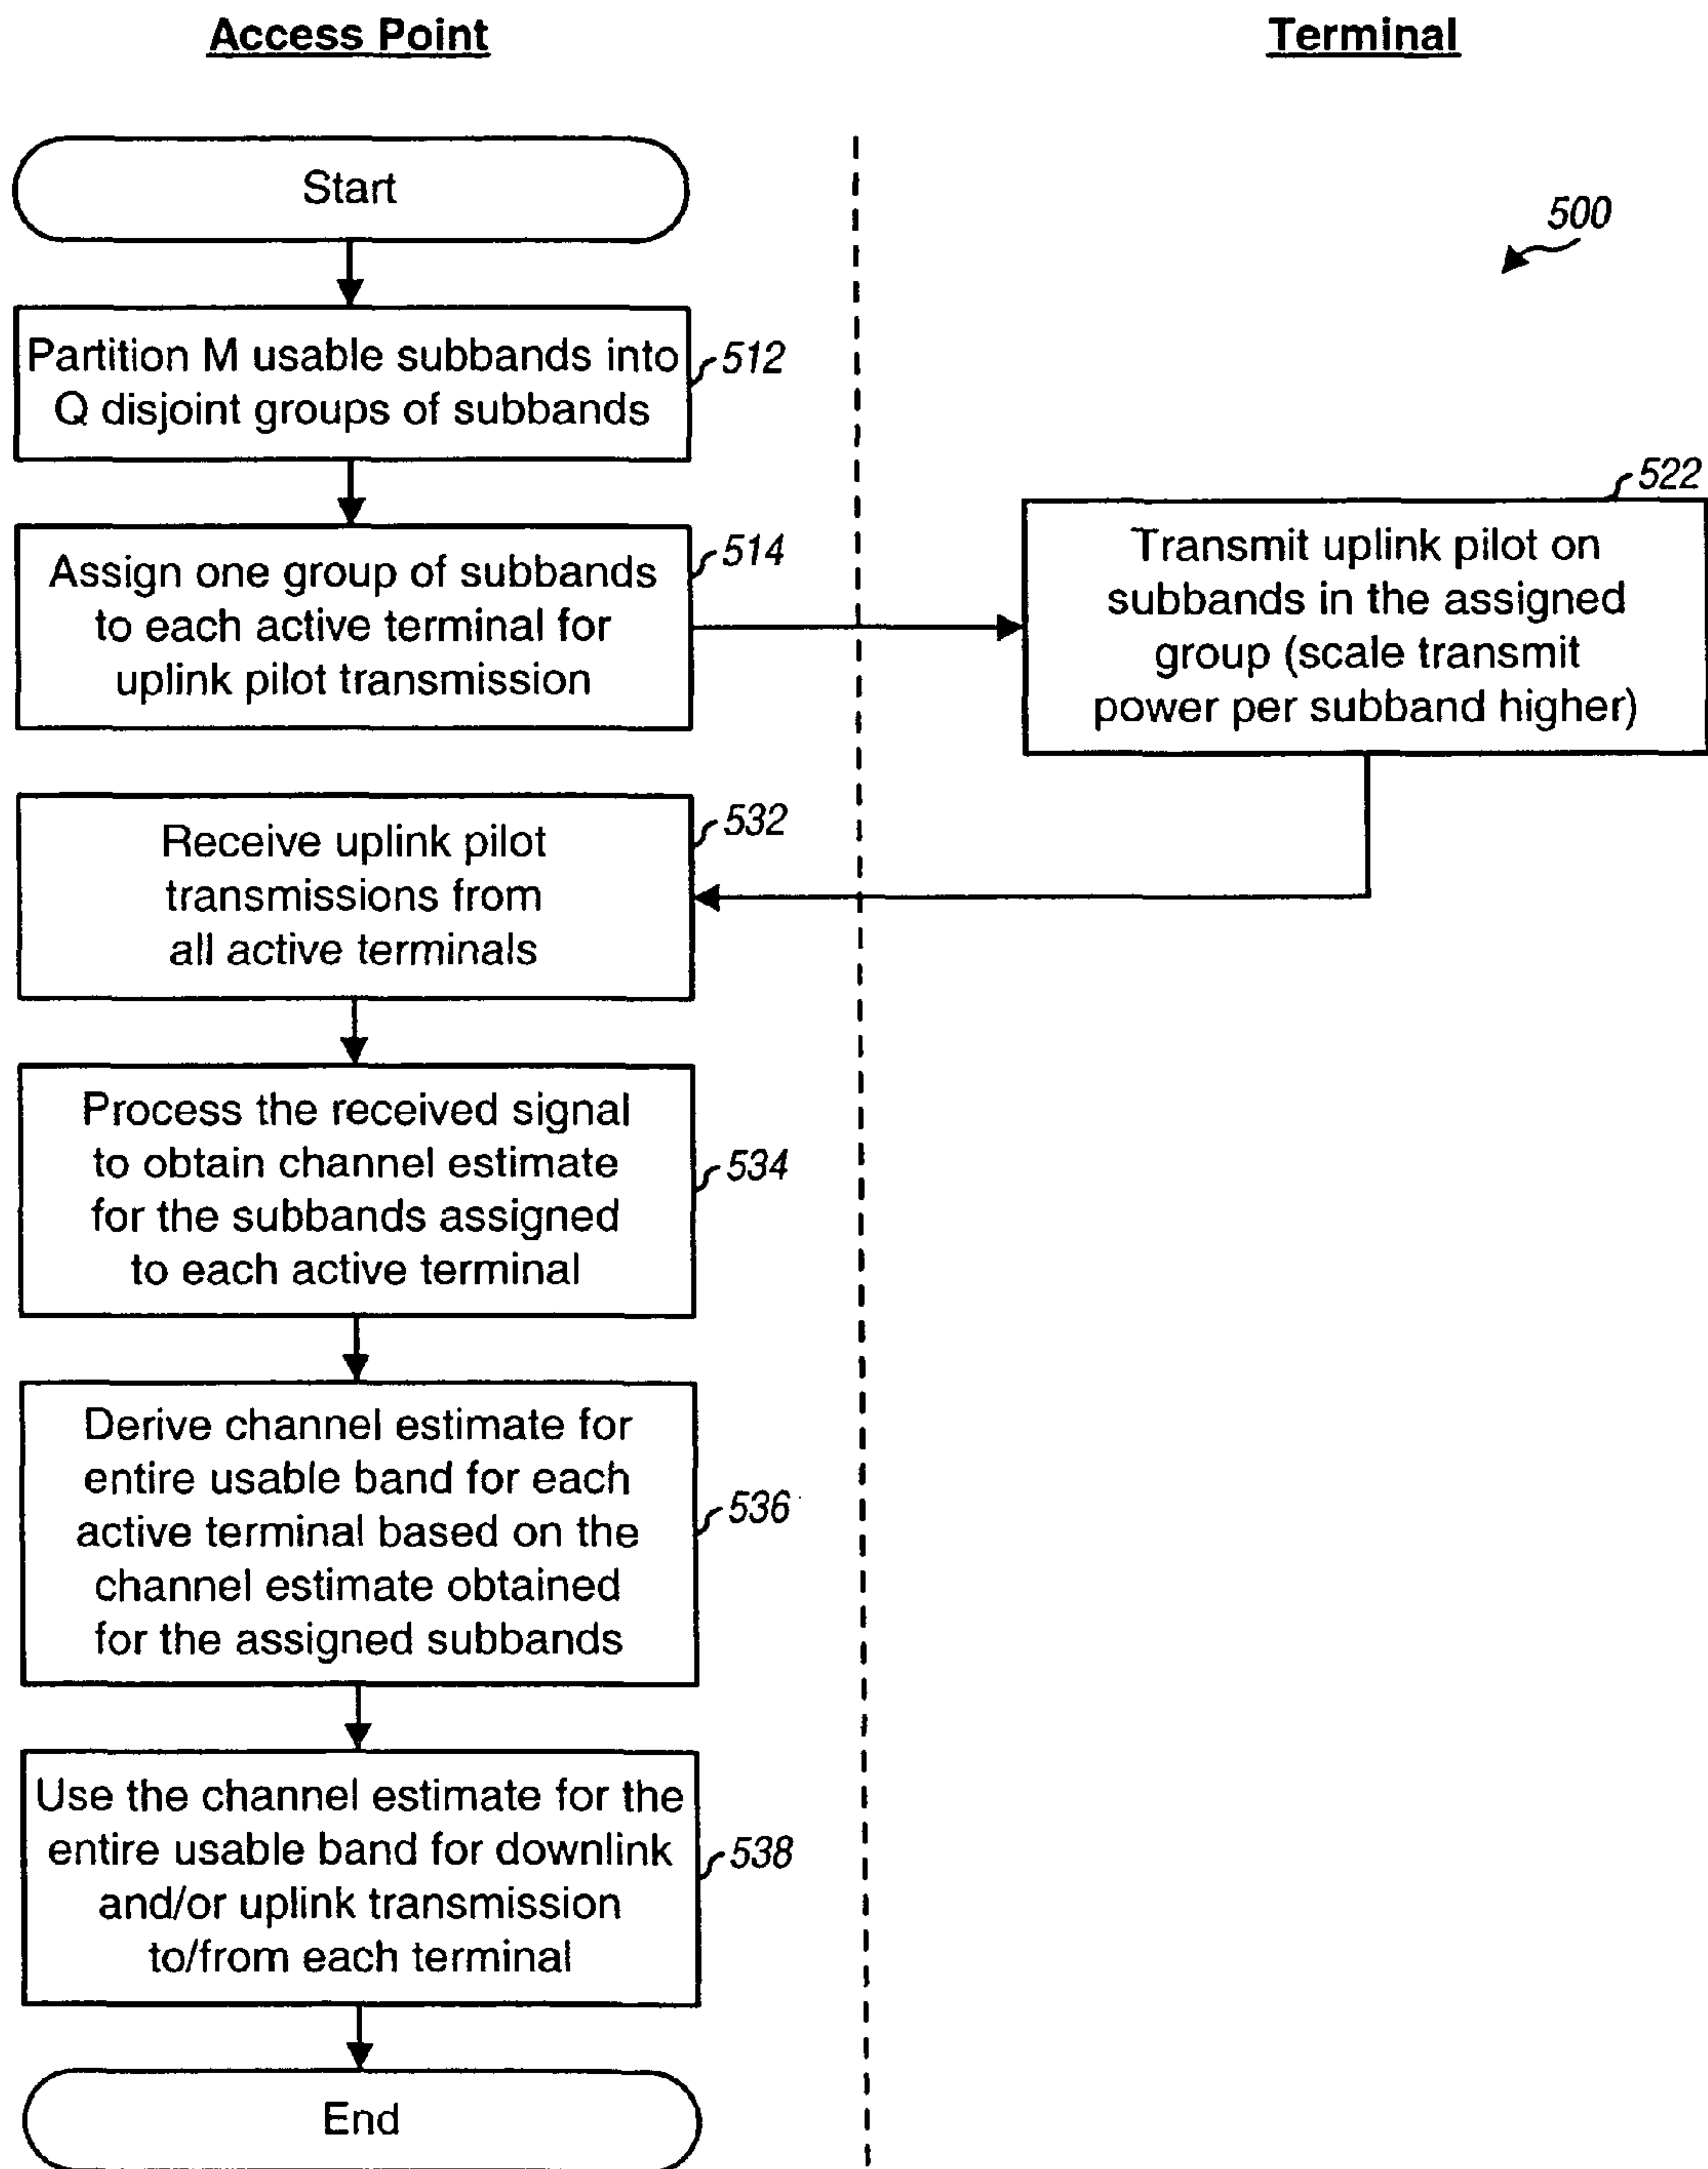 Access Point
Terminal
Start
500
Partition M usable subbands into
Q disjoint groups of subbands
512
Assign one group of subbands
to each active terminal for
uplink pilot transmission
514
522
Transmit uplink pilot on
subbands in the assigned
group (scale transmit
power per subband higher)
Receive uplink pilot
transmissions from
all active terminals
532
Process the received signal
to obtain channel estimate
for the subbands assigned
to each active terminal
534
Derive channel estimate for
entire usable band for each
active terminal based on the
channel estimate obtained
for the assigned subbands
536
Use the channel estimate for the
entire usable band for downlink
and/or uplink transmission
to/from each terminal
538
End